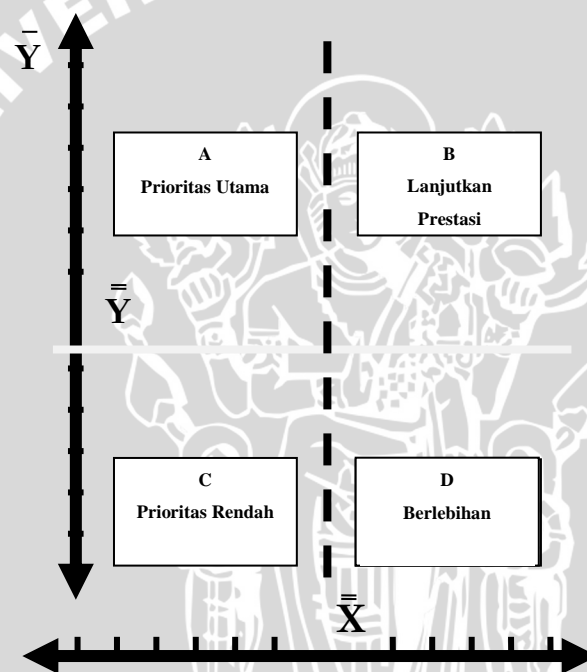 Ȳ
A
Prioritas Utama
B
Lanjutkan
Prestasi
Y̿
C
Prioritas Rendah
D
Berlebihan
X̿